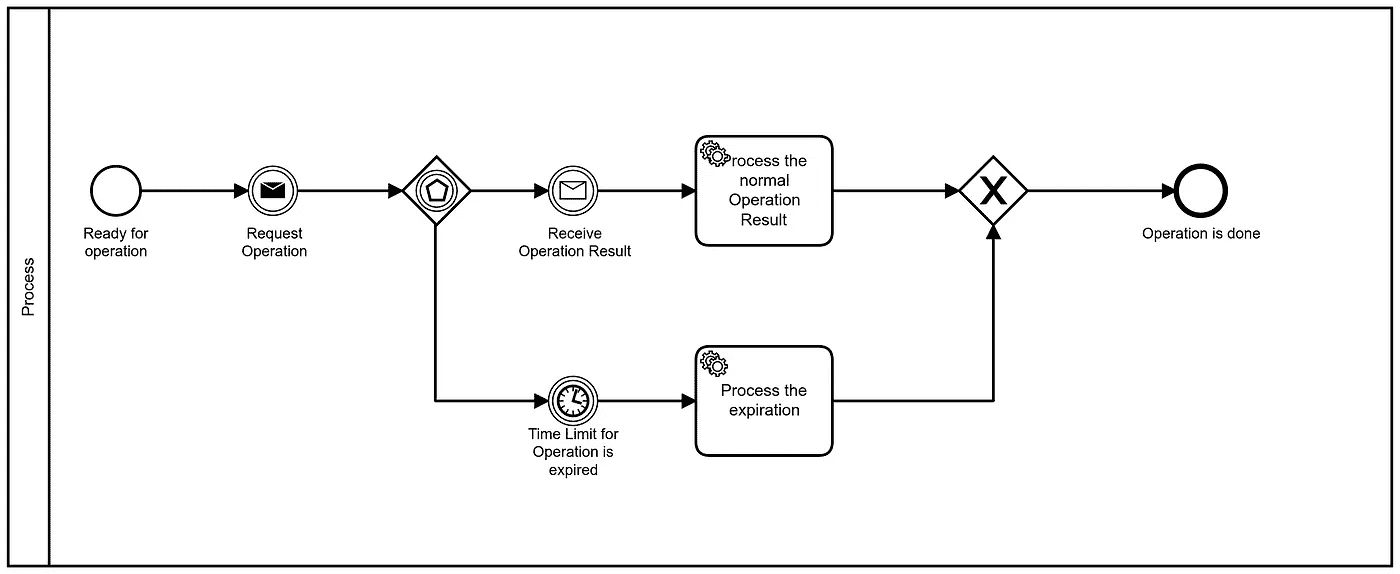 Process
Ready for
operation
Request
Operation
Receive
Operation Result
rocess the
normal
Operation
Result
X
Operation is done
Time Limit for
Operation is
expired
Process the
expiration